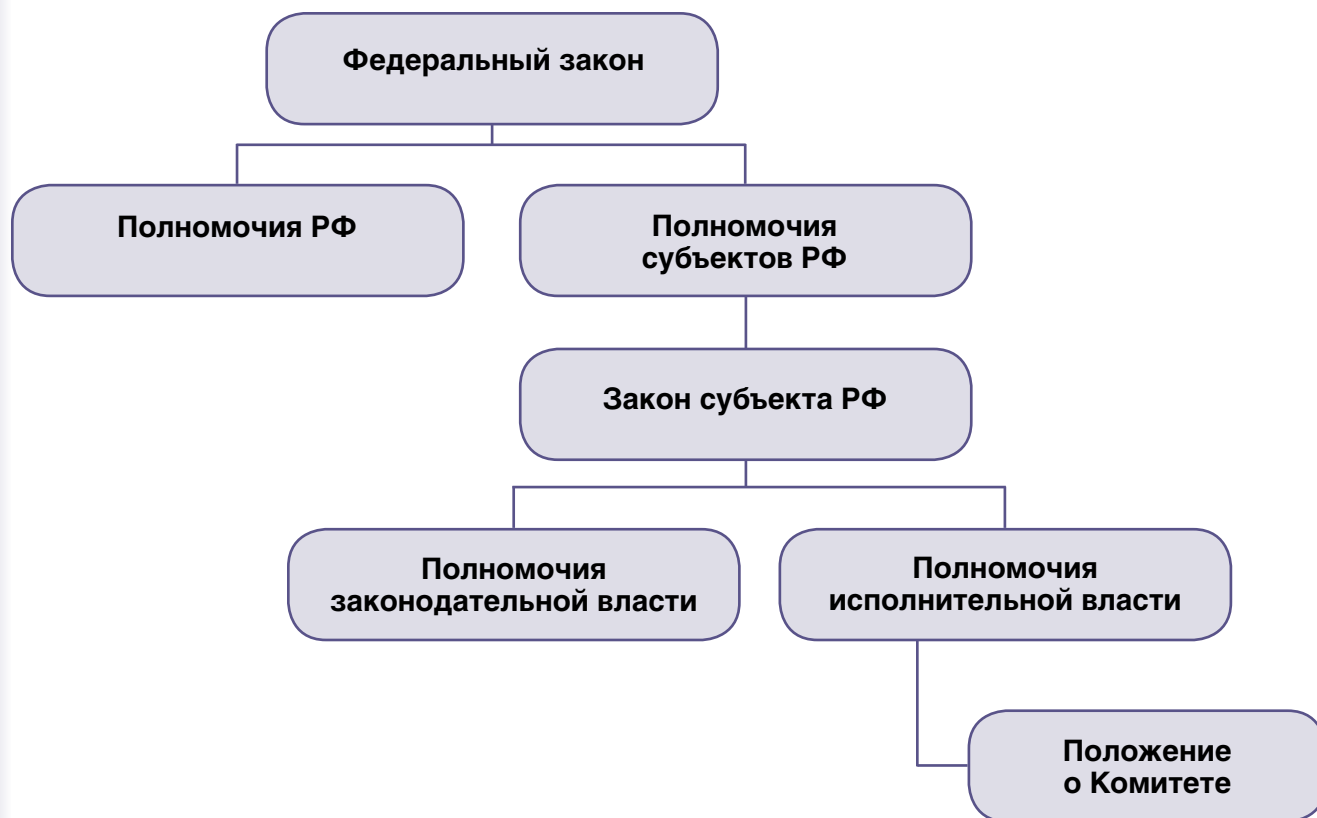 Федеральный закон
Полномочия РФ
Полномочия
субъектов РФ
Закон субъекта РФ
Полномочия
законодательной власти
Полномочия
исполнительной власти
Положение
о Комитете